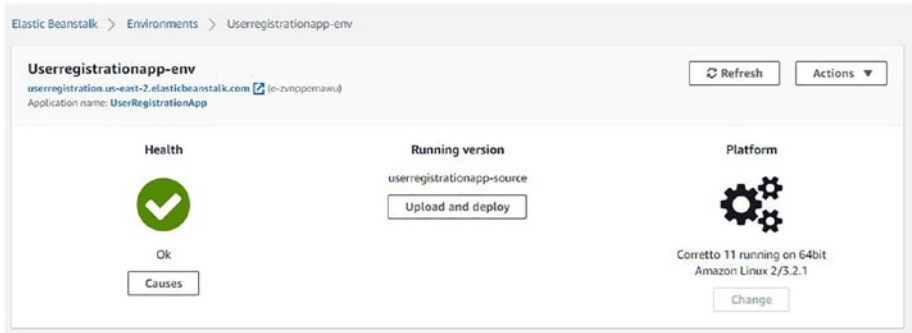 Elastic Beanstalk > Environments > Userregistrationapp-env
Userregistrationapp-env
Refresh
Actions ▼
userregistration.us-east-2.elasticbeanstalk.com (e-zvnppemawu)
Application name: UserRegistrationApp
Health
Running version
Platform
userregistrationapp-source
Upload and deploy
Ok
Causes
Corretto 11 running on 64bit
Amazon Linux 2/3.2.1
Change